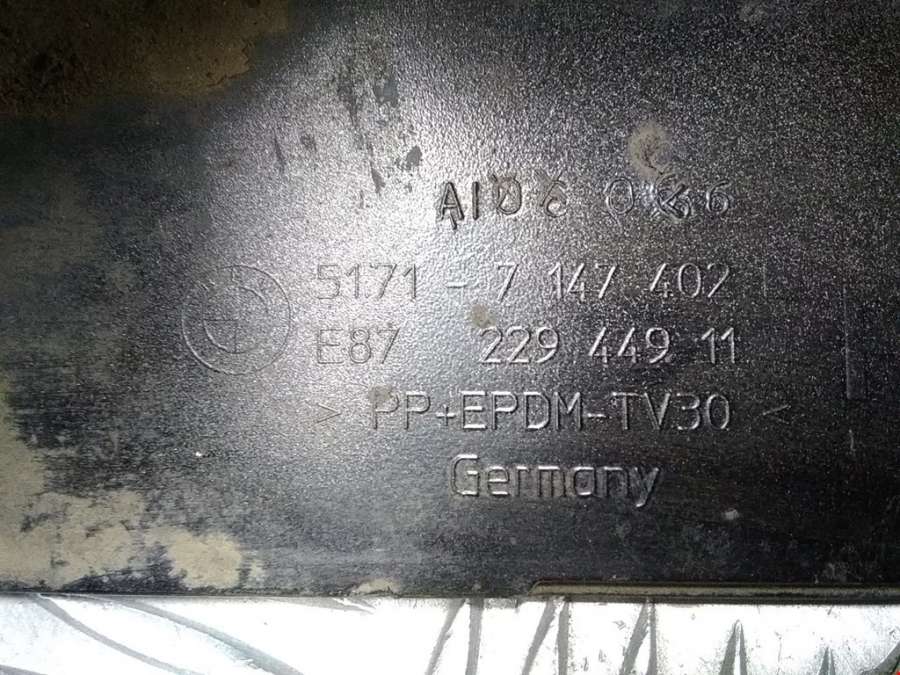 5171 - 7 147 402
E87 229 449 11
> PP+EPDM-TV30 <
Germany